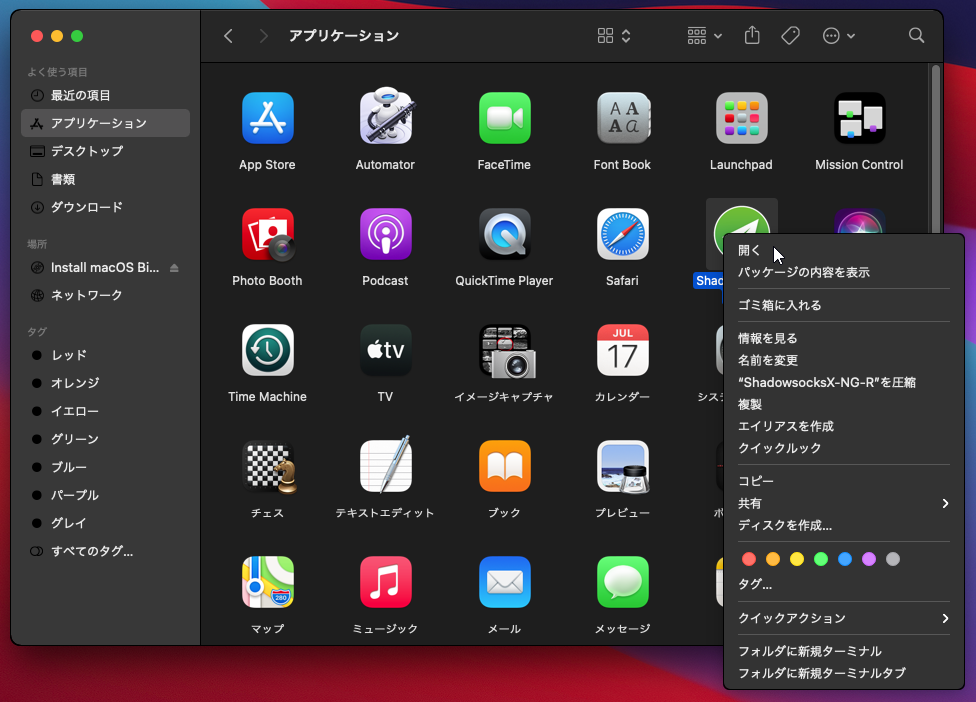 アプリケーション
よく使う項目
最近の項目
アプリケーション
デスクトップ
書類
ダウンロード
場所
Install macOS Bi...
ネットワーク
タグ
レッド
オレンジ
イエロー
グリーン
ブルー
パープル
グレイ
すべてのタグ...
App Store
Automator
FaceTime
Font Book
Launchpad
Mission Control
Photo Booth
Podcast
QuickTime Player
Safari
Shad
Time Machine
tv
TV
イメージキャプチャ
JUL
17
カレンダー
システ
チェス
テキストエディット
ブック
プレビュー
280
マップ
ミュージック
メール
メッセージ
開く
パッケージの内容を表示
ゴミ箱に入れる
情報を見る
名前を変更
“ShadowsocksX-NG-R”を圧縮
複製
エイリアスを作成
クイックルック
コピー
共有
ディスクを作成...
タグ...
クイックアクション
フォルダに新規ターミナル
フォルダに新規ターミナルタブ